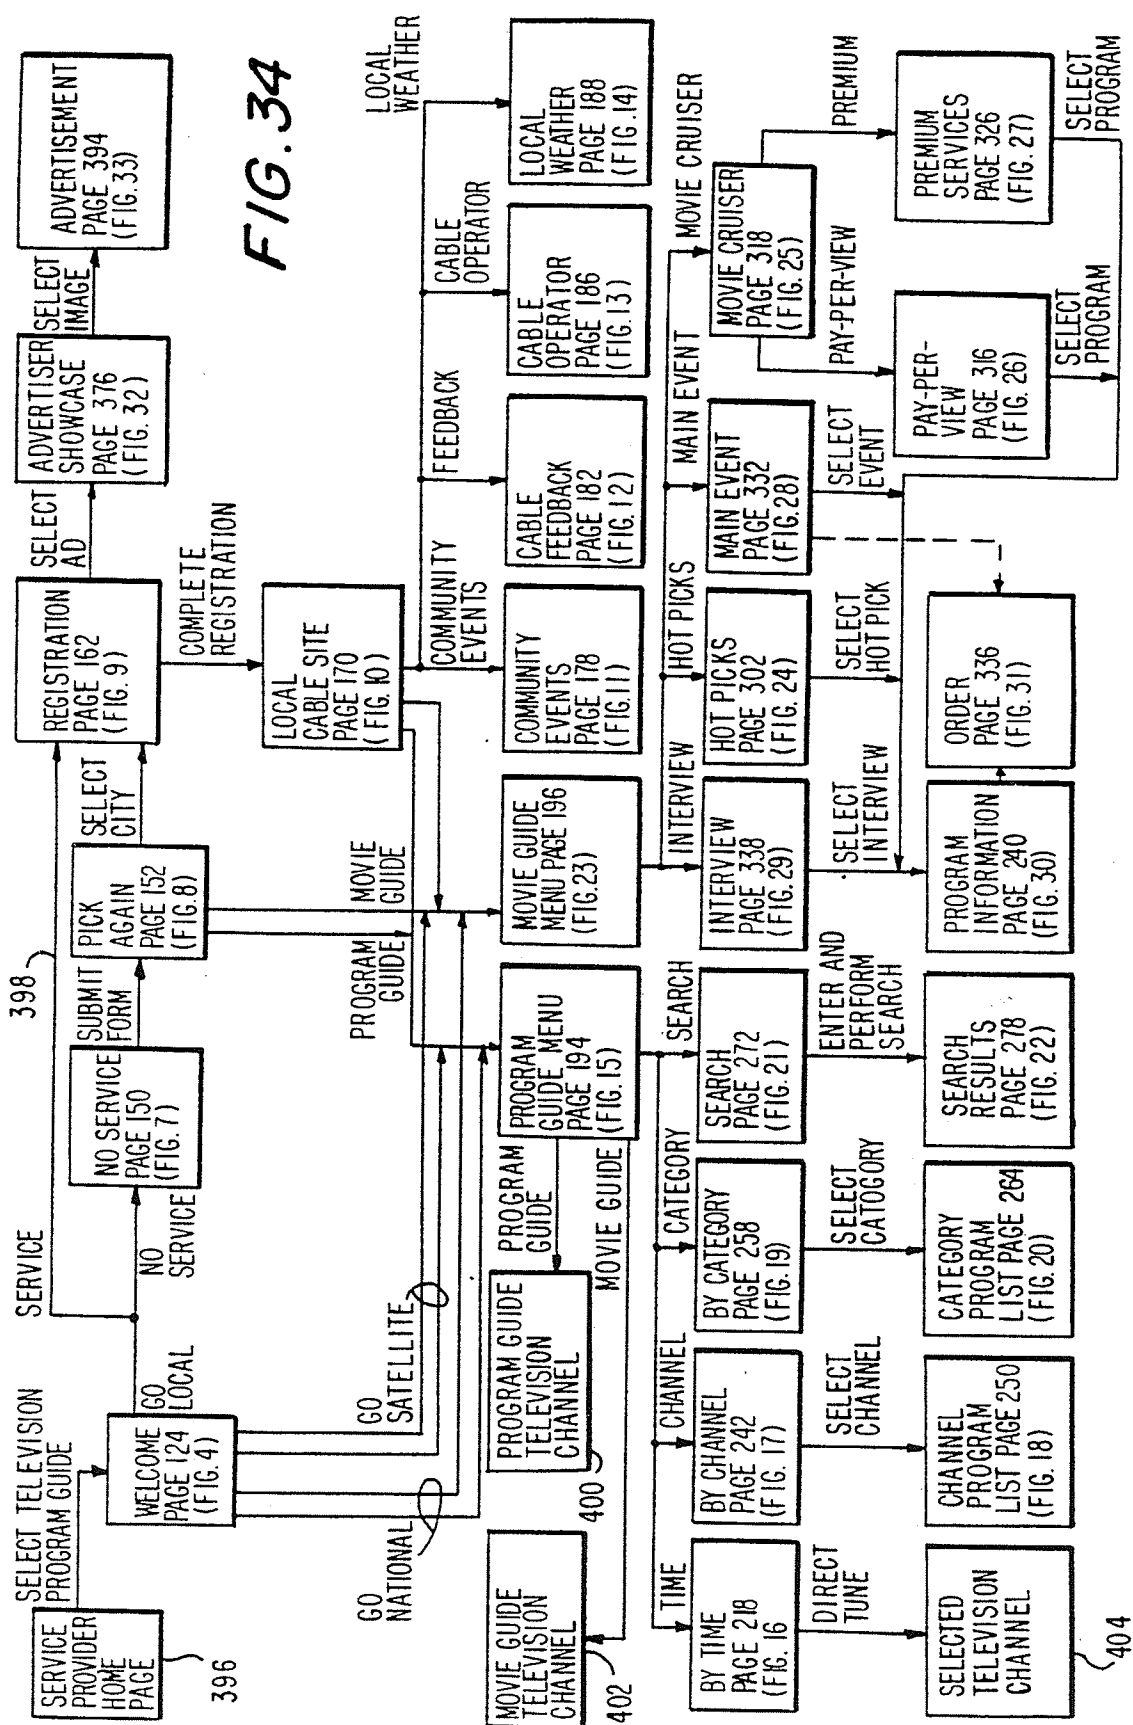 FIG. 34
SELECT TELEVISION
PROGRAM GUIDE
SERVICE
PROVIDER
HOME
PAGE
396
WELCOME
PAGE 124
(FIG. 4)
GO
LOCAL
SERVICE
NO
SERVICE
398
NO SERVICE
PAGE 150
(FIG. 7)
SUBMIT
FORM
PICK
AGAIN
PAGE 152
(FIG. 8)
SELECT
CITY
REGISTRATION
PAGE 162
(FIG. 9)
SELECT
AD
ADVERTISER
SHOWCASE
PAGE 376
(FIG. 32)
SELECT
IMAGE
ADVERTISEMENT
PAGE 394
(FIG. 33)
COMPLETE
REGISTRATION
LOCAL
CABLE SITE
PAGE 170
(FIG. 10)
GO
NATIONAL
GO
SATELLITE
PROGRAM
GUIDE
MOVIE
GUIDE
COMMUNITY
EVENTS
FEEDBACK
CABLE
OPERATOR
LOCAL
WEATHER
MOVIE GUIDE
TELEVISION
CHANNEL
402
PROGRAM GUIDE
TELEVISION
CHANNEL
400
PROGRAM
GUIDE
MOVIE GUIDE
PROGRAM
GUIDE MENU
PAGE 194
(FIG. 15)
MOVIE GUIDE
MENU PAGE 196
(FIG. 23)
COMMUNITY
EVENTS
PAGE 178
(FIG. 11)
CABLE
FEEDBACK
PAGE 182
(FIG. 12)
CABLE
OPERATOR
PAGE 186
(FIG. 13)
LOCAL
WEATHER
PAGE 188
(FIG. 14)
TIME
CHANNEL
CATEGORY
SEARCH
INTERVIEW
HOT PICKS
MAIN EVENT
MOVIE CRUISER
BY TIME
PAGE 218
(FIG. 16
BY CHANNEL
PAGE 242
(FIG. 17)
BY CATEGORY
PAGE 258
(FIG. 19)
SEARCH
PAGE 272
(FIG. 21)
INTERVIEW
PAGE 338
(FIG. 29)
HOT PICKS
PAGE 302
(FIG. 24)
MAIN EVENT
PAGE 332
(FIG. 28)
MOVIE CRUISER
PAGE 318
(FIG. 25)
DIRECT
TUNE
SELECT
CHANNEL
SELECT
CATOGORY
ENTER AND
PERFORM
SEARCH
SELECT
INTERVIEW
SELECT
HOT PICK
SELECT
EVENT
PAY-PER-VIEW
PREMIUM
SELECTED
TELEVISION
CHANNEL
404
CHANNEL
PROGRAM
LIST PAGE 250
(FIG. 18)
CATEGORY
PROGRAM
LIST PAGE 264
(FIG. 20)
SEARCH
RESULTS
PAGE 278
(FIG. 22)
PROGRAM
INFORMATION
PAGE 240
(FIG. 30)
ORDER
PAGE 336
(FIG. 31)
PAY-PER-
VIEW
PAGE 316
(FIG. 26)
PREMIUM
SERVICES
PAGE 326
(FIG. 27)
SELECT
PROGRAM
SELECT
PROGRAM